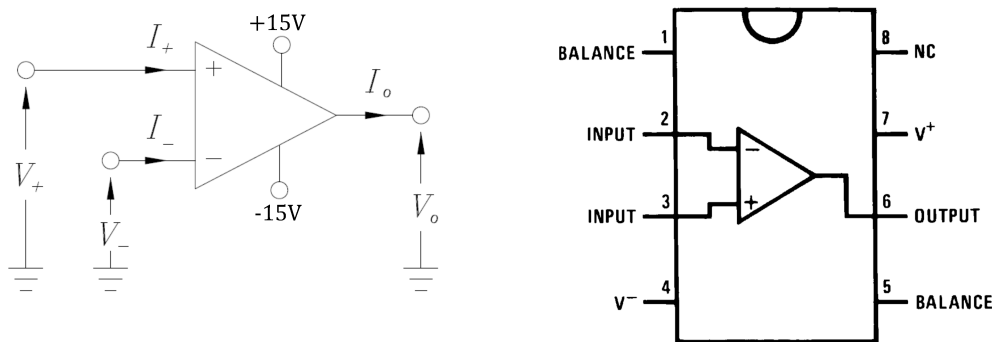 +15V
I₊
I₋
Iₒ
+
−
V₊
V₋
Vₒ
-15V
1
BALANCE
8
NC
2
INPUT
7
V⁺
−
+
3
INPUT
6
OUTPUT
4
V⁻
5
BALANCE